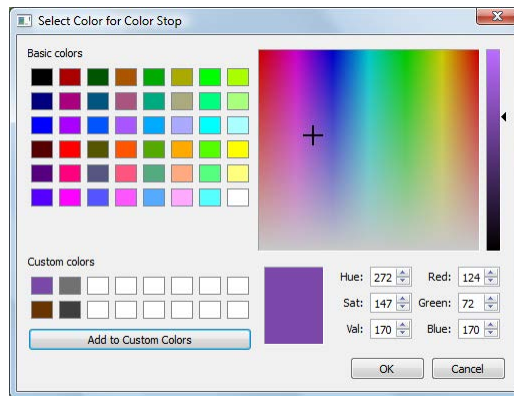 Select Color for Color Stop
Basic colors
Custom colors
Add to Custom Colors
Hue: 272 Red: 124
Sat: 147 Green: 72
Val: 170 Blue: 170
OK Cancel